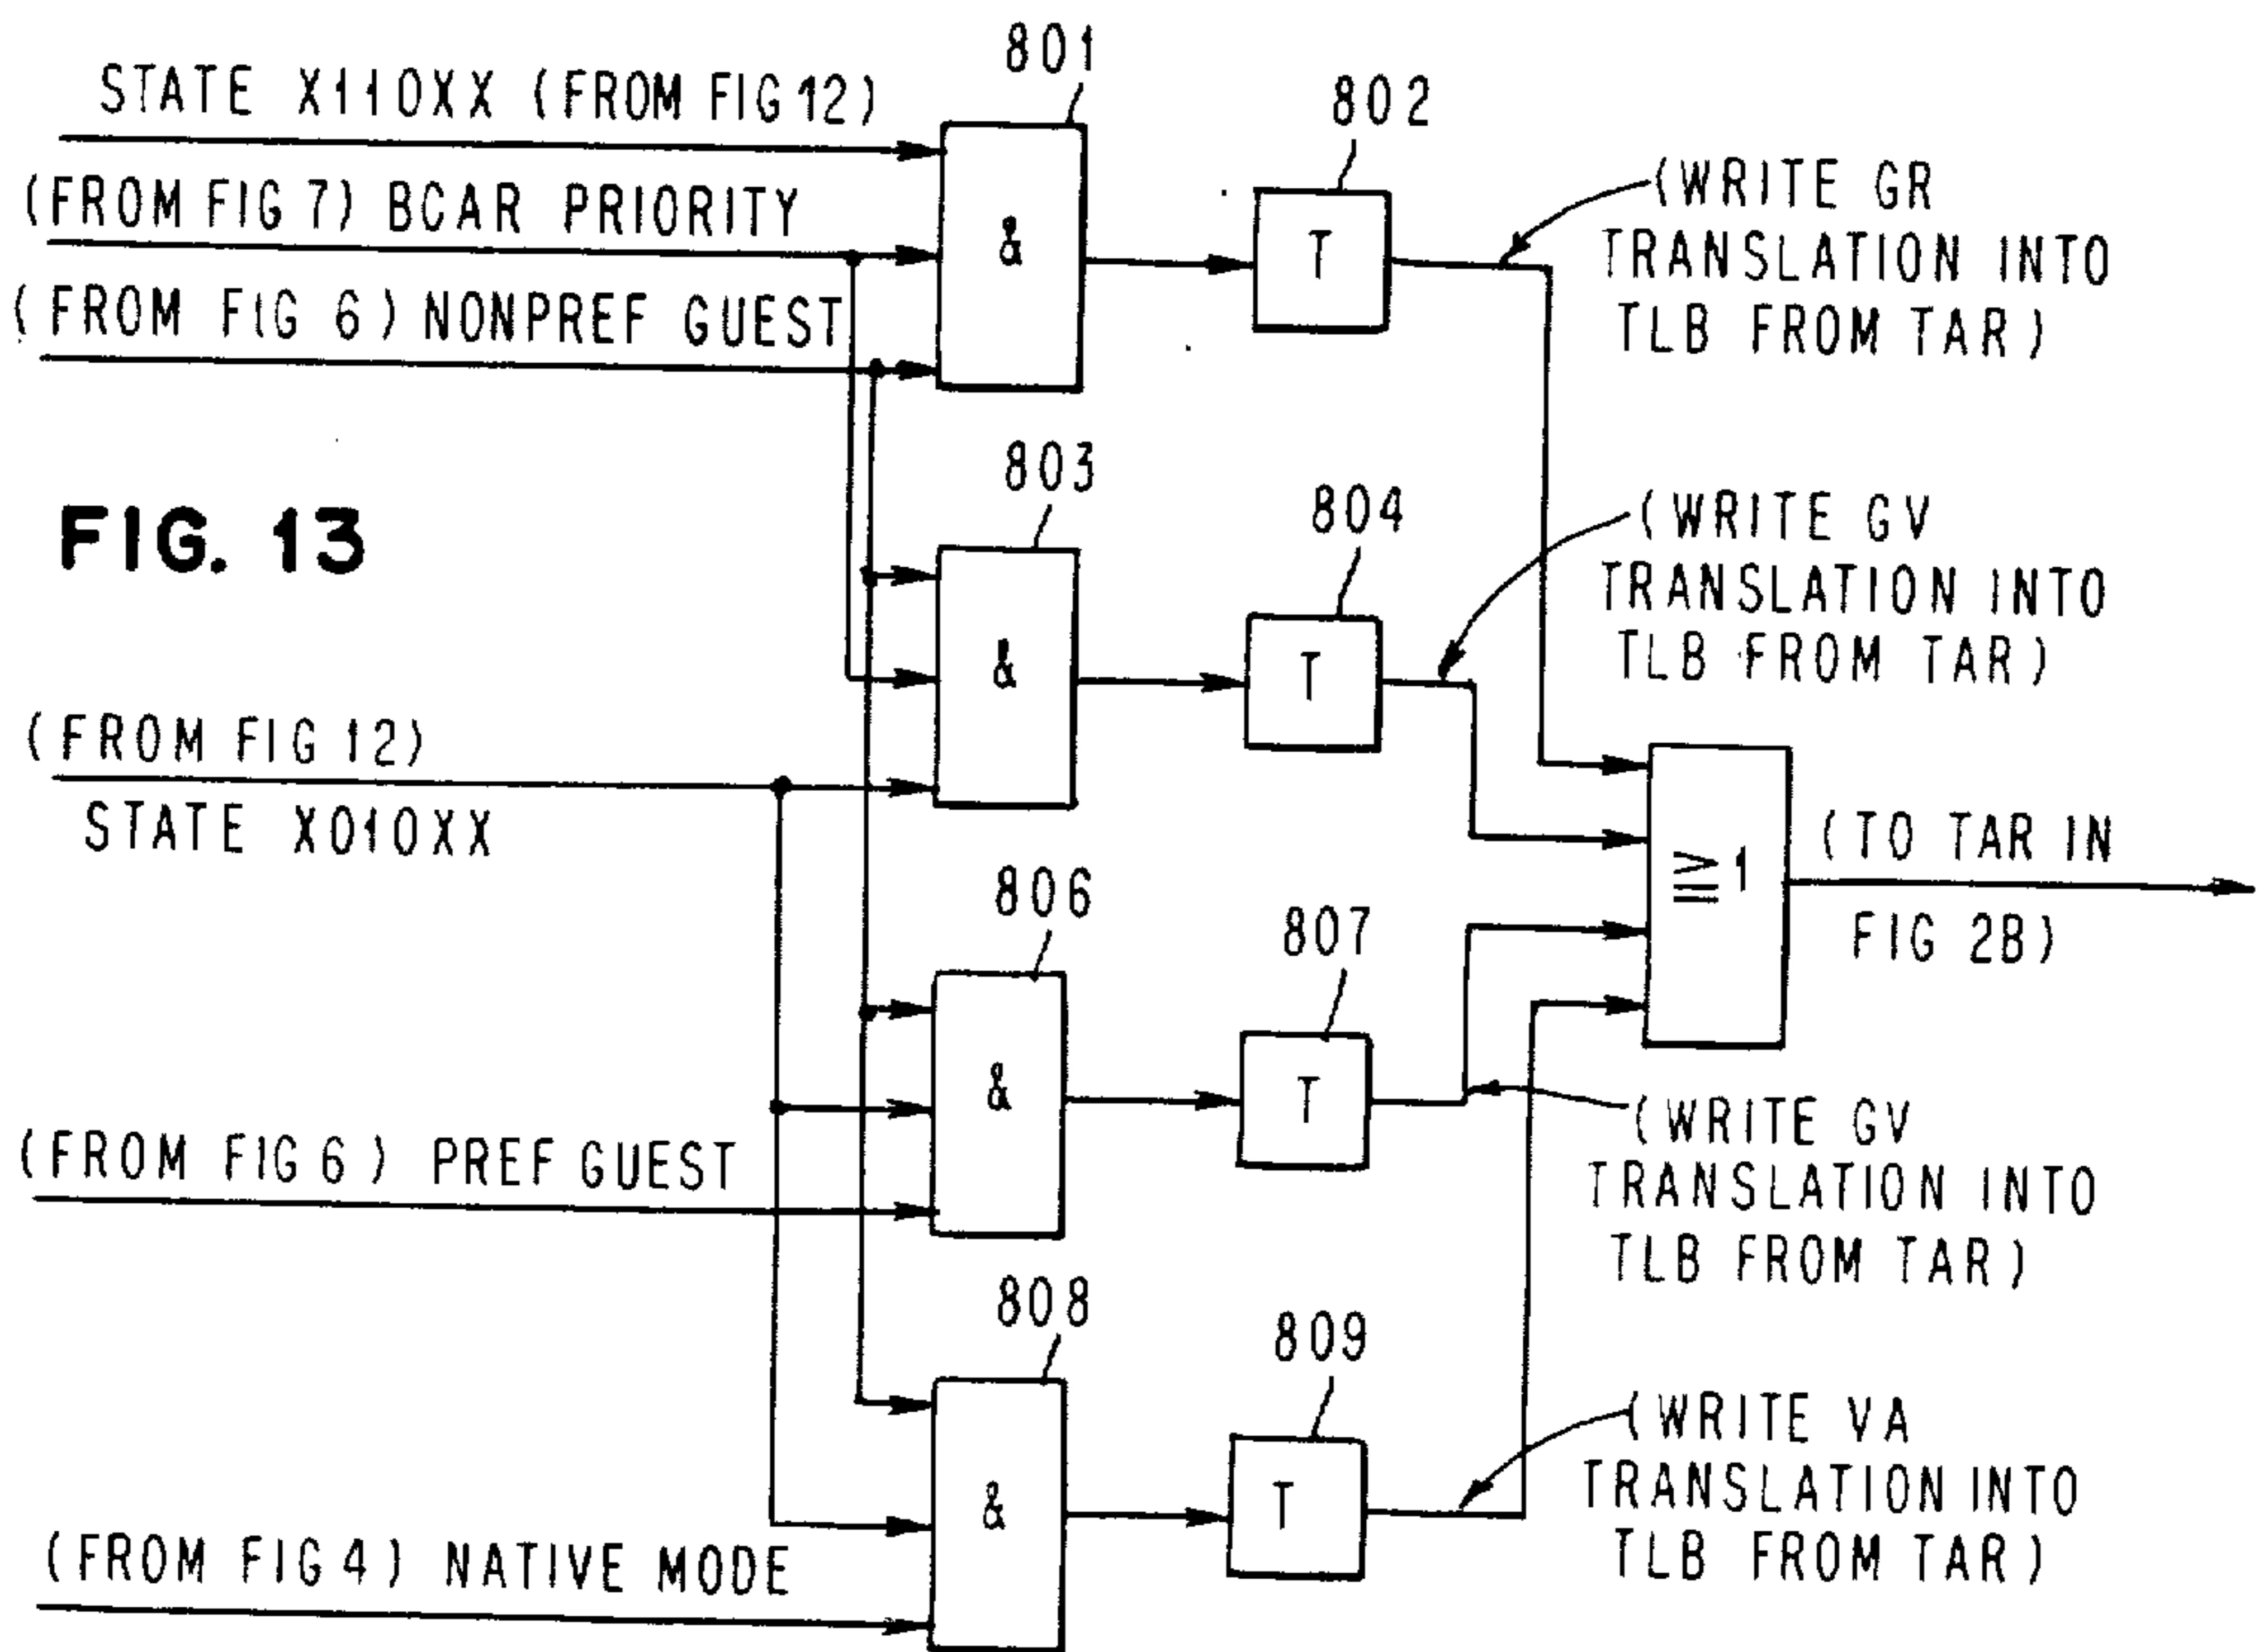 801
STATE X110XX (FROM FIG 12)
802
(FROM FIG 7) BCAR PRIORITY
(WRITE GR
TRANSLATION INTO
TLB FROM TAR)
&
T
(FROM FIG 6) NONPREF GUEST
803
804
(WRITE GV
TRANSLATION INTO
TLB FROM TAR)
FIG. 13
&
T
(FROM FIG 12)
STATE X010XX
≧1
(TO TAR IN
FIG 2B)
806
807
&
T
(WRITE GV
TRANSLATION INTO
TLB FROM TAR)
(FROM FIG 6) PREF GUEST
808
809
(WRITE VA
TRANSLATION INTO
TLB FROM TAR)
&
T
(FROM FIG 4) NATIVE MODE